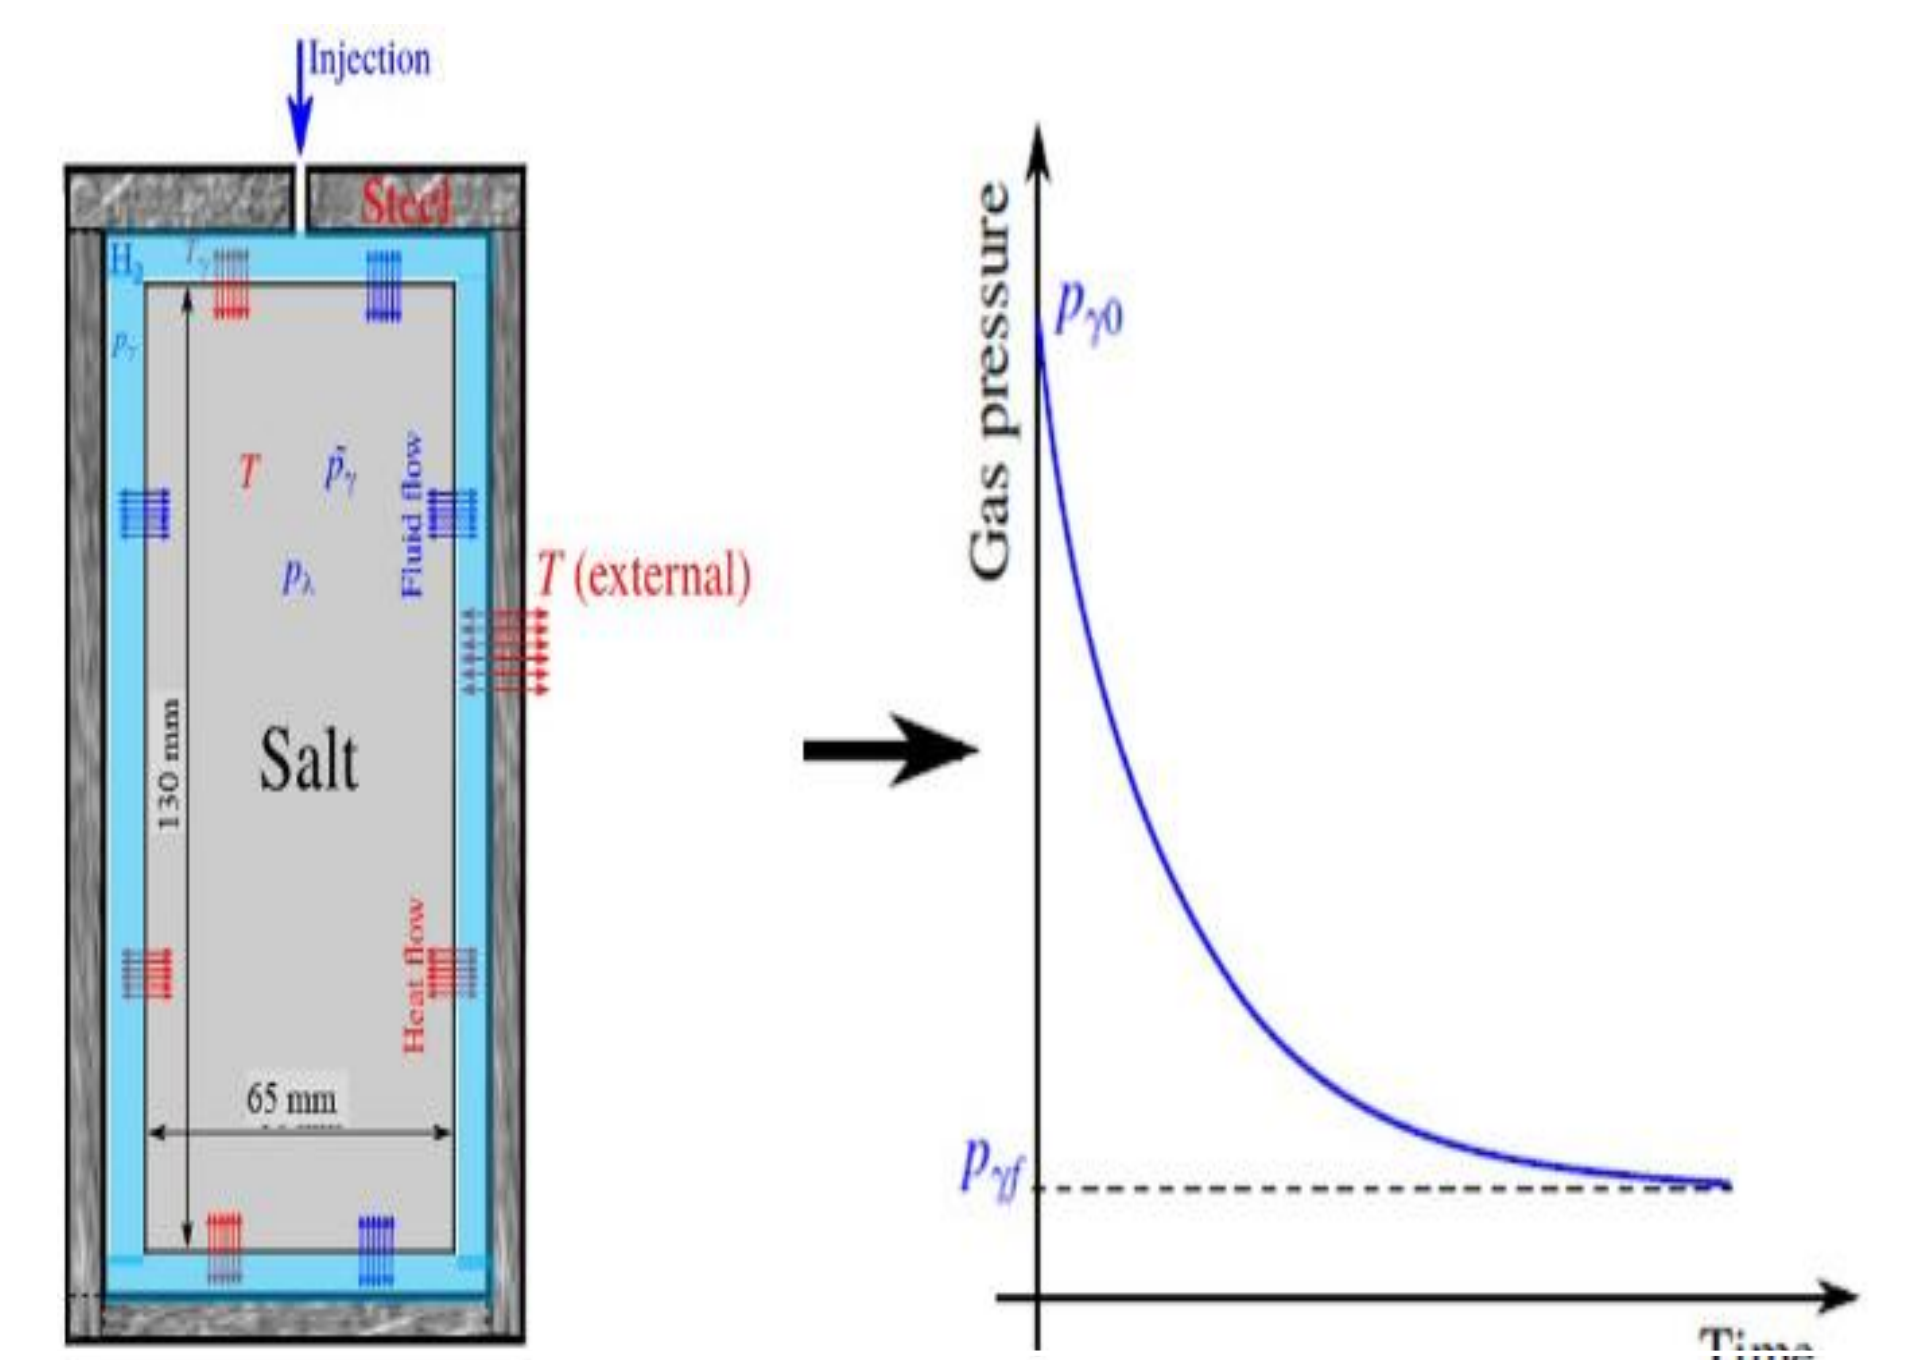 Injection
Steel
H₂
Tγ
pγ
T
p̃γ
Fluid flow
pλ
T (external)
130 mm
Salt
Heat flow
65 mm
Gas pressure
pγ0
pγf
Time